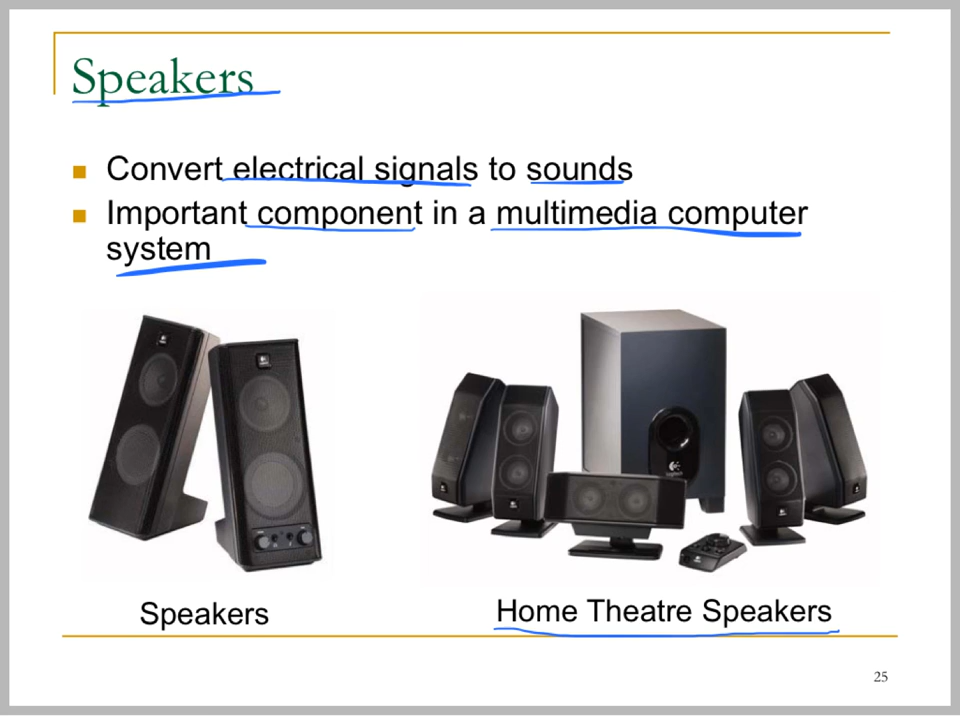 Speakers
Convert electrical signals to sounds
Important component in a multimedia computer
system
Speakers
Home Theatre Speakers
25